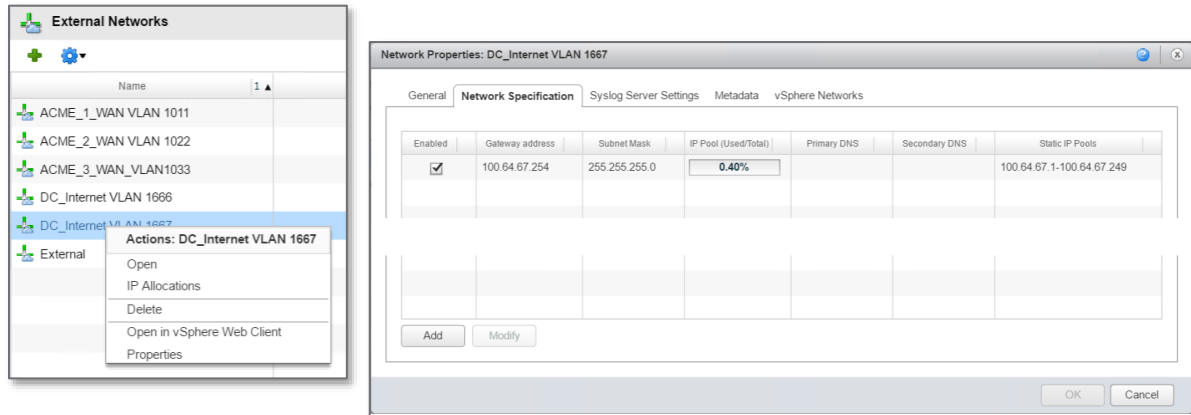 External Networks
Name 1
ACME_1_WAN VLAN 1011
ACME_2_WAN VLAN 1022
ACME_3_WAN_VLAN1033
DC_Internet VLAN 1666
DC_Internet VLAN 1667
External
Actions: DC_Internet VLAN 1667
Open
IP Allocations
Delete
Open in vSphere Web Client
Properties
Network Properties: DC_Internet VLAN 1667
General Network Specification Syslog Server Settings Metadata vSphere Networks
Enabled Gateway address Subnet Mask IP Pool (Used/Total) Primary DNS Secondary DNS Static IP Pools
100.64.67.254 255.255.255.0 0.40% 100.64.67.1-100.64.67.249
Add Modify
OK Cancel